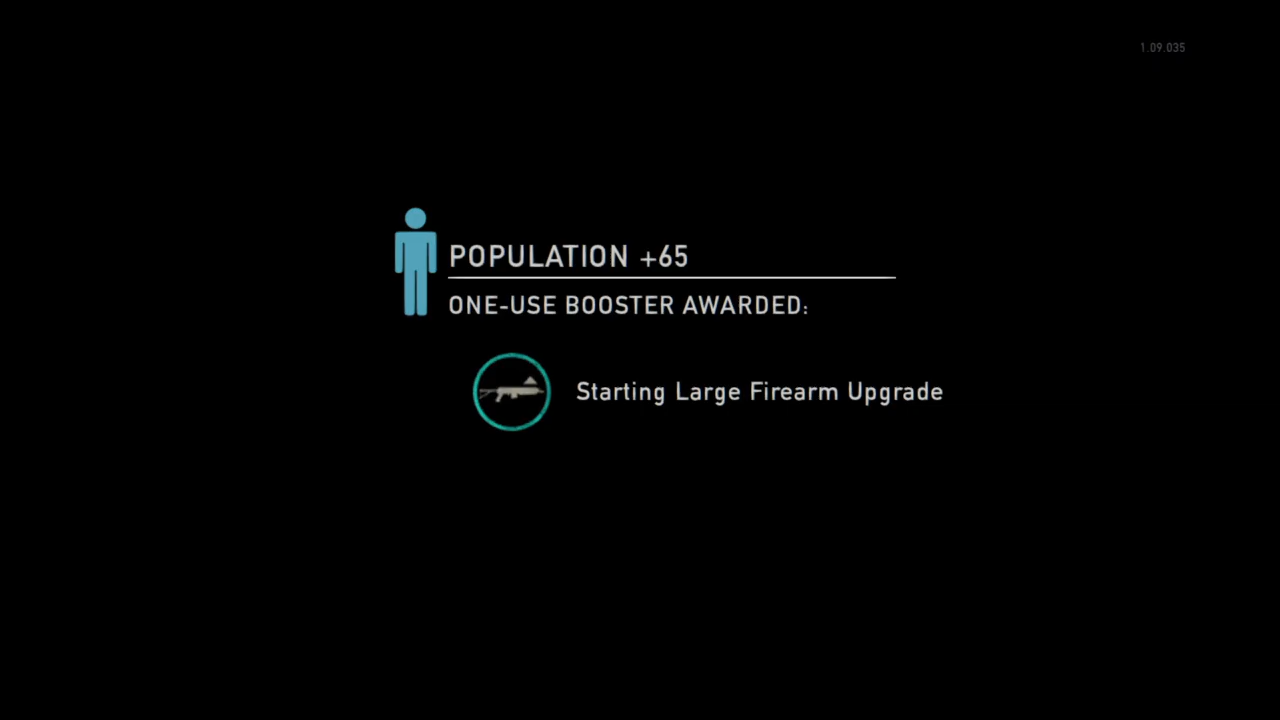 1.09.035
POPULATION +65
ONE-USE BOOSTER AWARDED:
Starting Large Firearm Upgrade